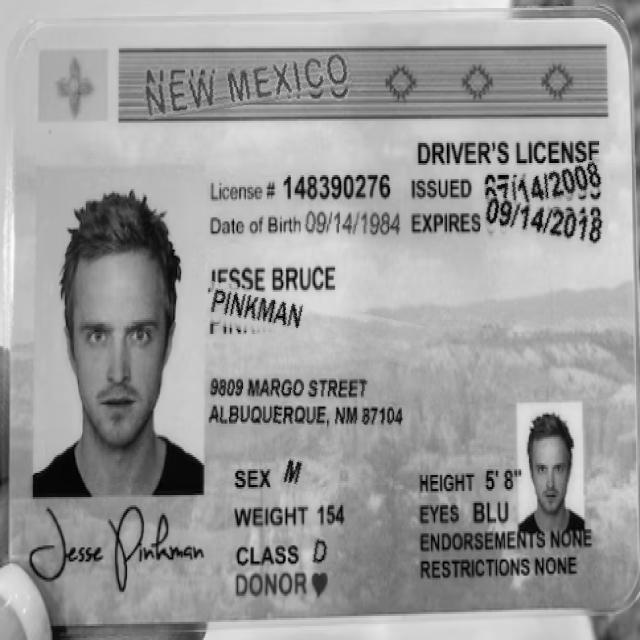 NEW MEXICO
DRIVER'S LICENSE
License # 148390276 ISSUED 07/14/2008
Date of Birth 09/14/1984 EXPIRES 09/14/2018
JESSE BRUCE
PINKMAN
9809 MARGO STREET
ALBUQUERQUE, NM 87104
SEX M HEIGHT 5' 8"
WEIGHT 154 EYES BLU
CLASS D ENDORSEMENTS NONE
DONOR♥ RESTRICTIONS NONE
Jesse Pinkman